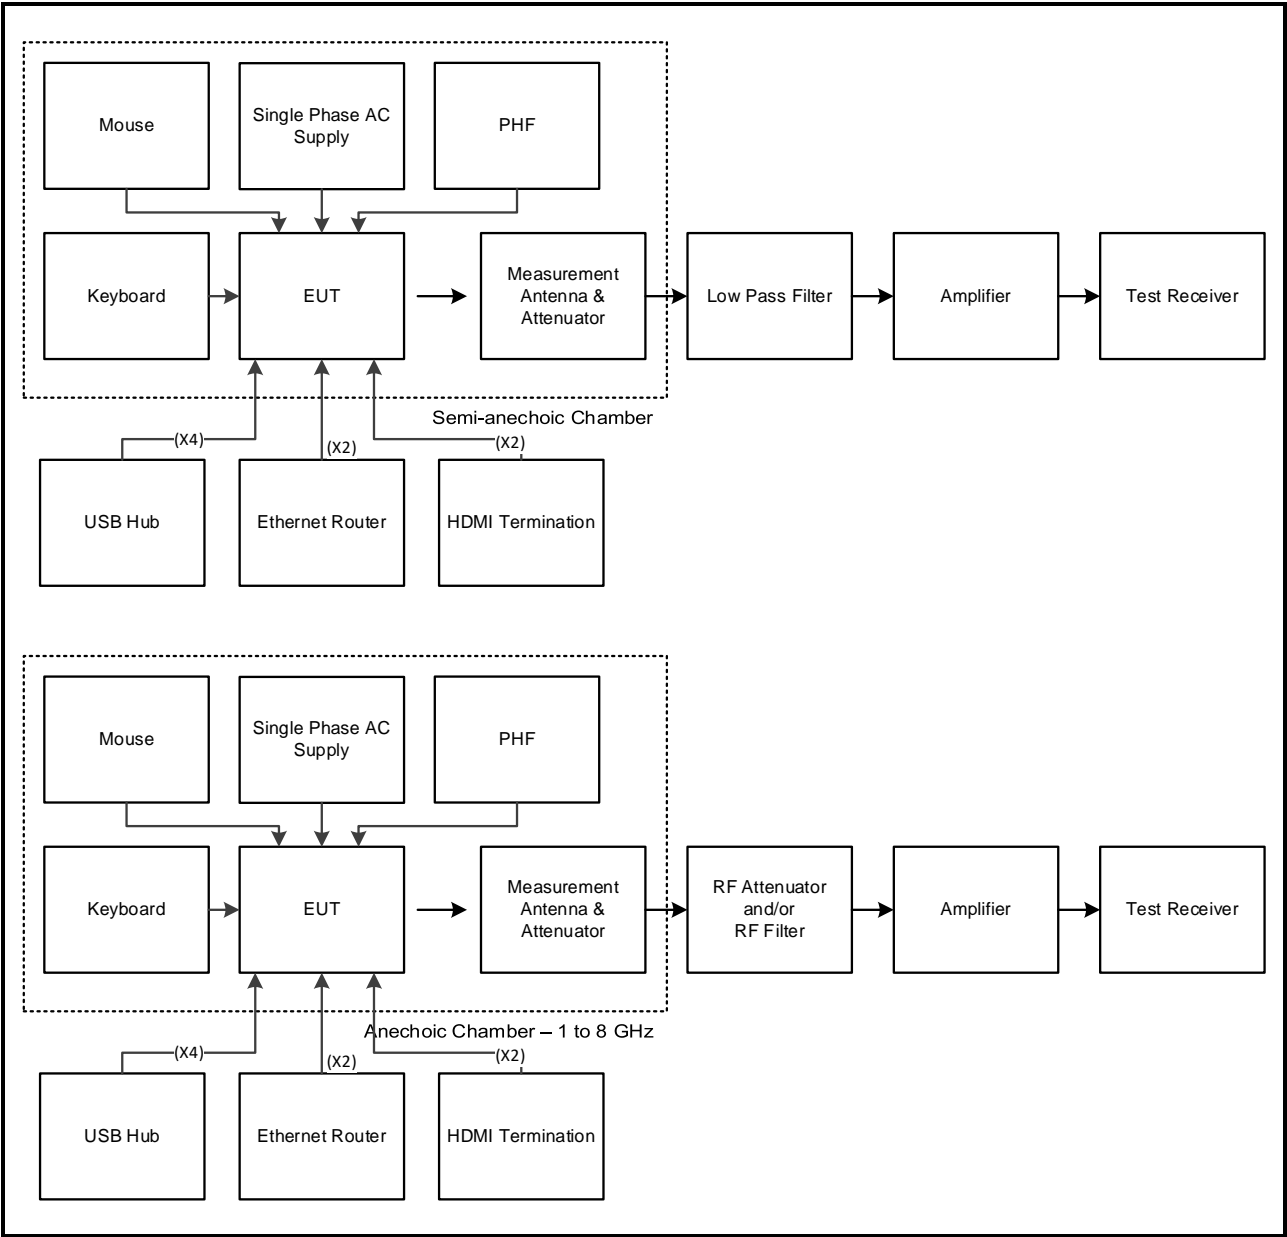 Mouse
Single Phase AC
Supply
PHF
Keyboard
EUT
Measurement
Antenna &
Attenuator
Low Pass Filter
Amplifier
Test Receiver
Semi-anechoic Chamber
(X4)
(X2)
(X2)
USB Hub
Ethernet Router
HDMI Termination
Mouse
Single Phase AC
Supply
PHF
Keyboard
EUT
Measurement
Antenna &
Attenuator
RF Attenuator
and/or
RF Filter
Amplifier
Test Receiver
Anechoic Chamber – 1 to 8 GHz
(X4)
(X2)
(X2)
USB Hub
Ethernet Router
HDMI Termination